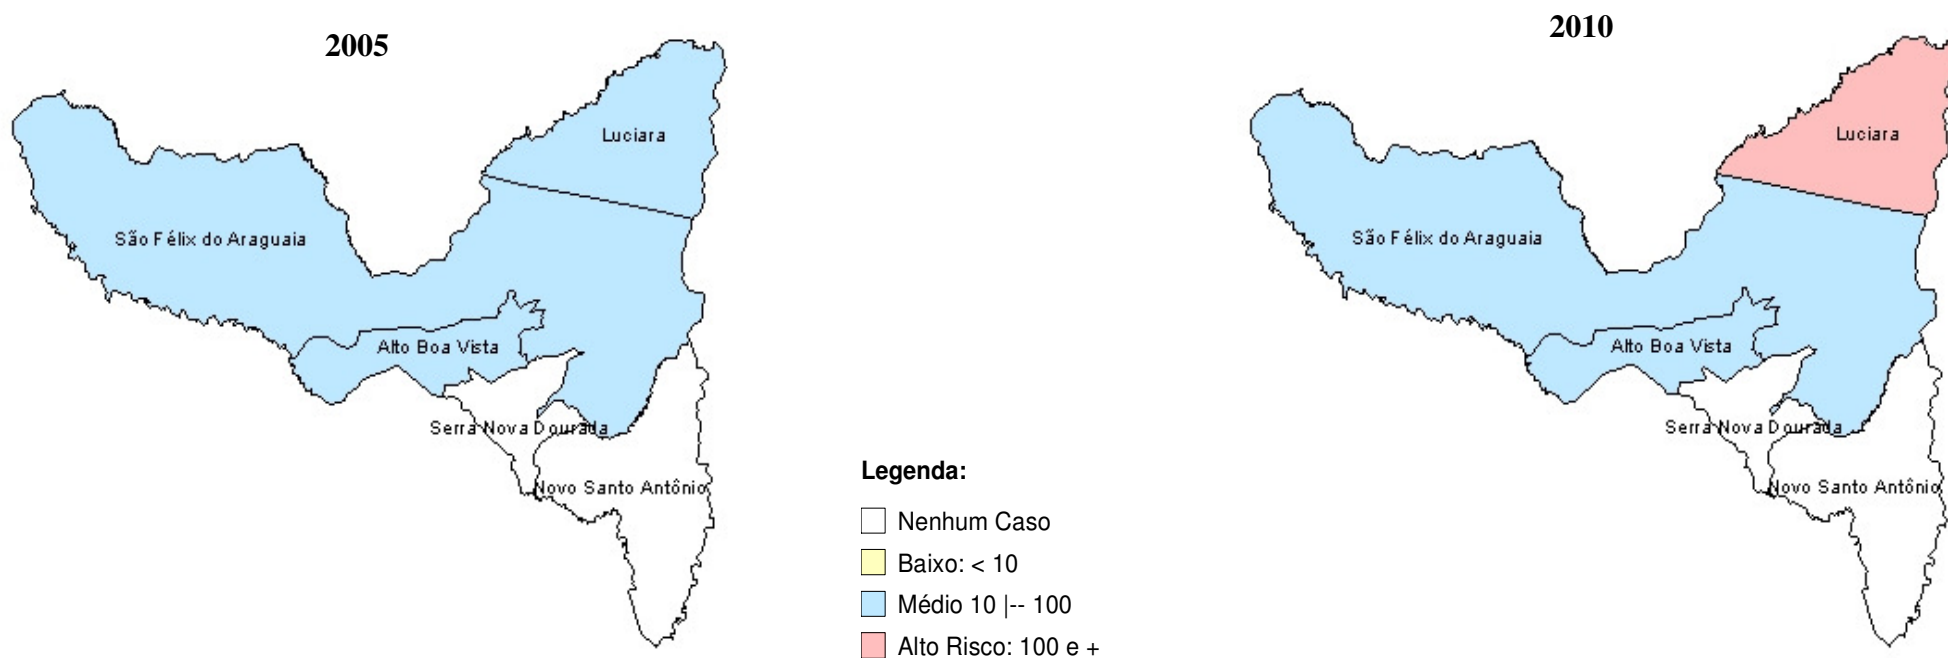 2005
Luciara
São Félix do Araguaia
Alto Boa Vista
Serra Nova Dourada
Novo Santo Antônio
Legenda:
Nenhum Caso
Baixo: < 10
Médio 10 |-- 100
Alto Risco: 100 e +
2010
Luciara
São Félix do Araguaia
Alto Boa Vista
Serra Nova Dourada
Novo Santo Antônio